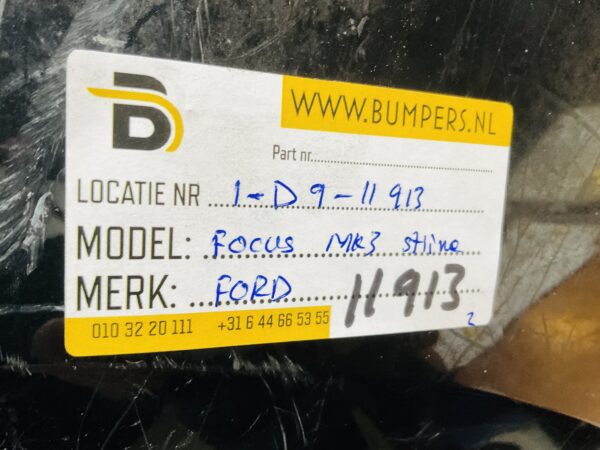 WWW.BUMPERS.NL
Part nr
LOCATIE NR 1-D 9-11913
MODEL: FOCUS MK3 stline
MERK: FORD 11913
2
010 32 20 111 +31 6 44 66 53 55